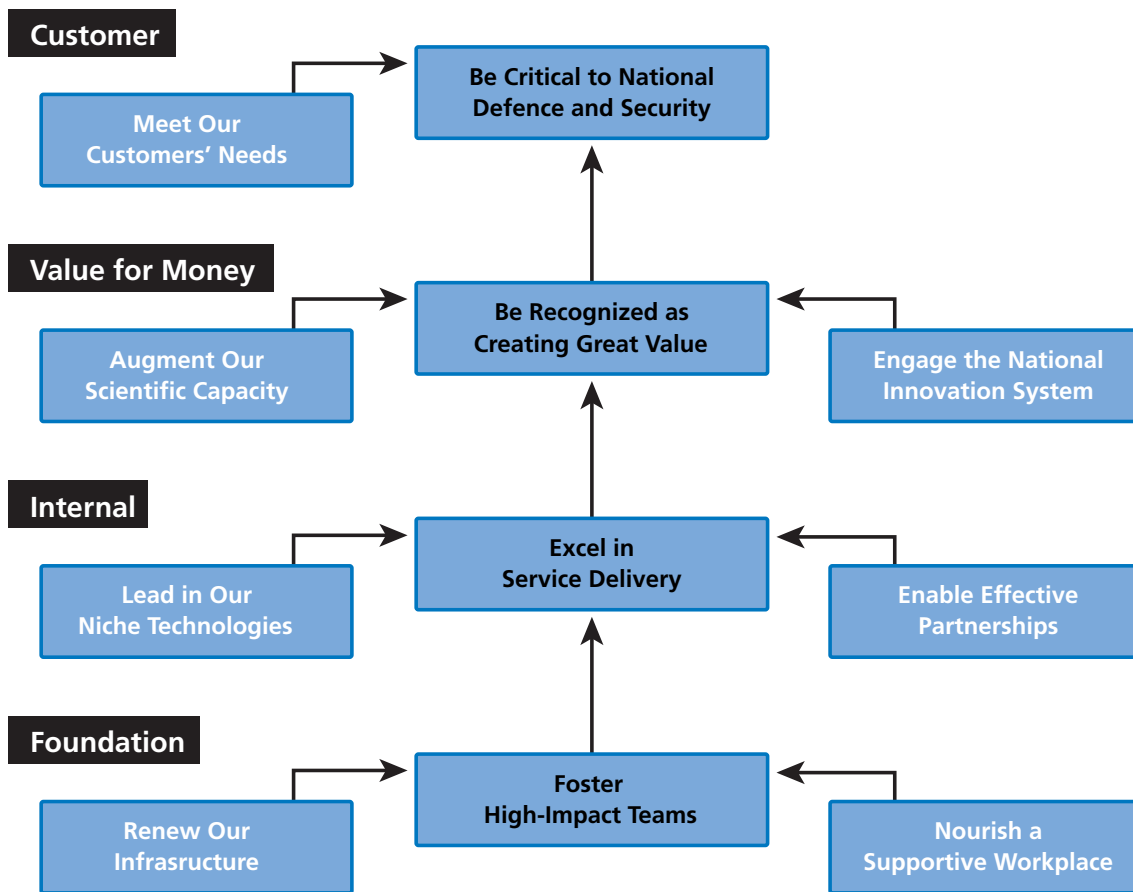 Customer
Be Critical to National
Defence and Security
Meet Our
Customers’ Needs
Value for Money
Be Recognized as
Creating Great Value
Augment Our
Scientific Capacity
Engage the National
Innovation System
Internal
Excel in
Service Delivery
Lead in Our
Niche Technologies
Enable Effective
Partnerships
Foundation
Foster
High-Impact Teams
Renew Our
Infrasructure
Nourish a
Supportive Workplace